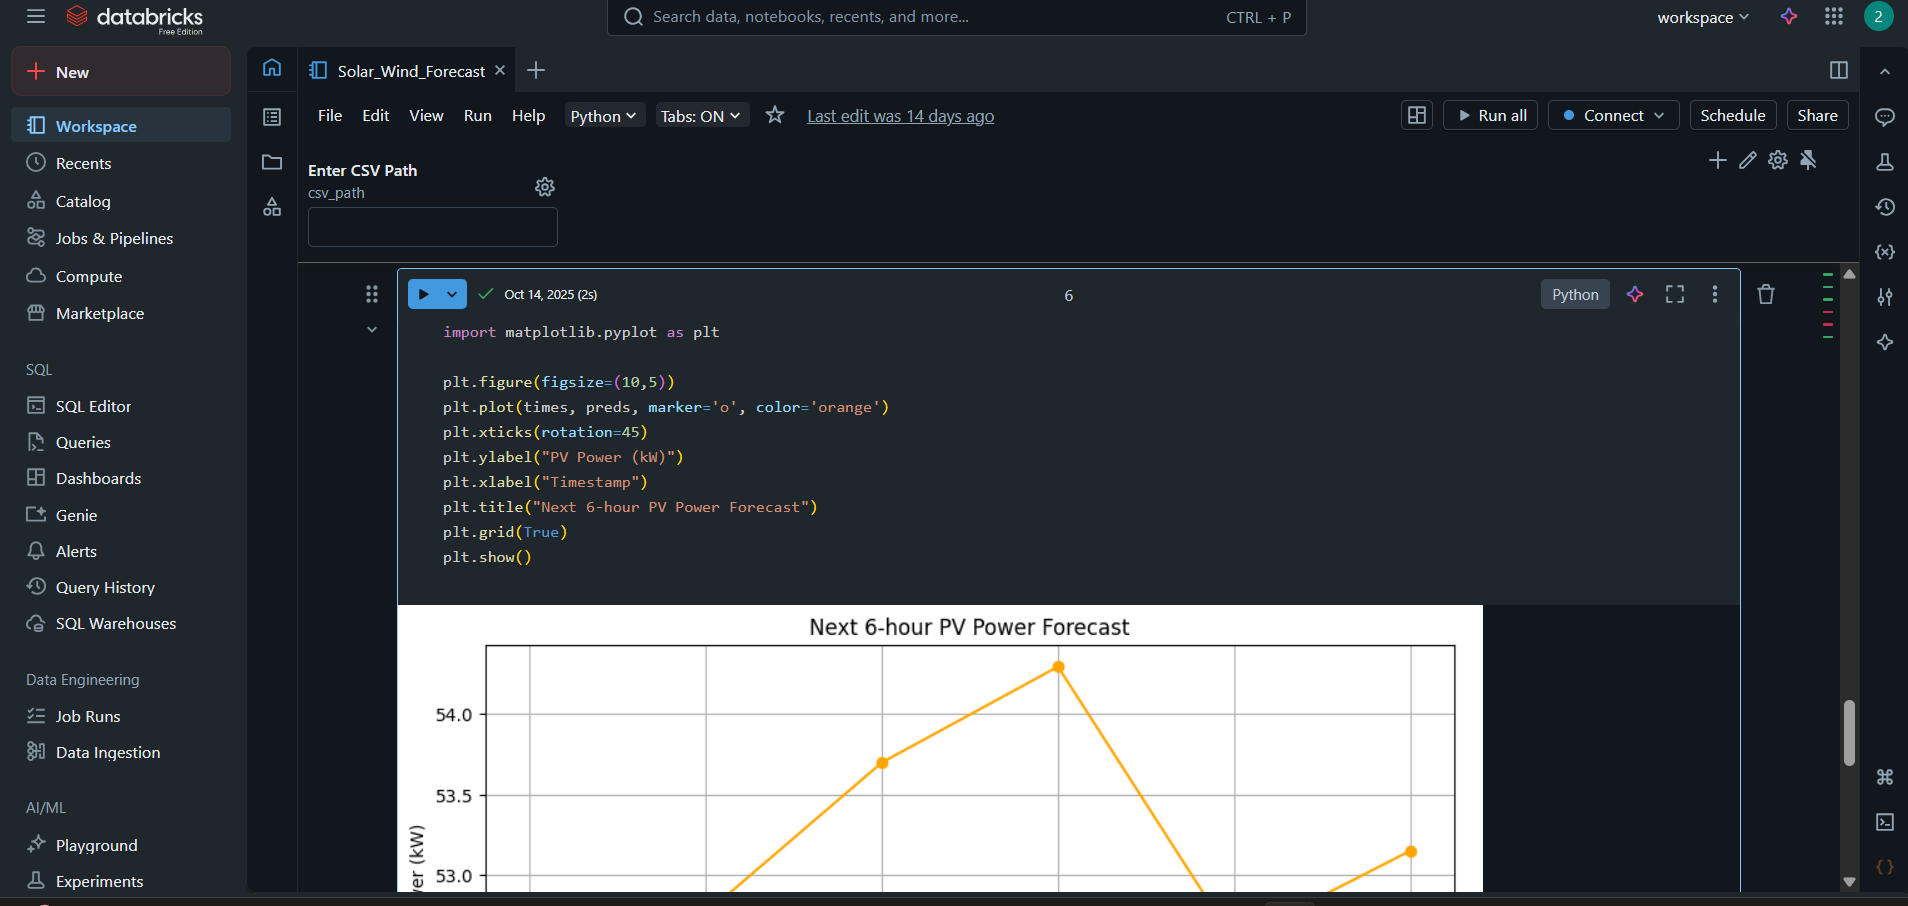 databricks
Free Edition
Search data, notebooks, recents, and more...
CTRL + P
workspace
2
New
Workspace
Recents
Catalog
Jobs & Pipelines
Compute
Marketplace
SQL
SQL Editor
Queries
Dashboards
Genie
Alerts
Query History
SQL Warehouses
Data Engineering
Job Runs
Data Ingestion
AI/ML
Playground
Experiments
Solar_Wind_Forecast
File Edit View Run Help Python Tabs: ON Last edit was 14 days ago
Run all Connect Schedule Share
Enter CSV Path
csv_path
Oct 14, 2025 (2s)
6
Python
import matplotlib.pyplot as plt
plt.figure(figsize=(10,5))
plt.plot(times, preds, marker='o', color='orange')
plt.xticks(rotation=45)
plt.ylabel("PV Power (kW)")
plt.xlabel("Timestamp")
plt.title("Next 6-hour PV Power Forecast")
plt.grid(True)
plt.show()
Next 6-hour PV Power Forecast
54.0
53.5
53.0
wer (kW)